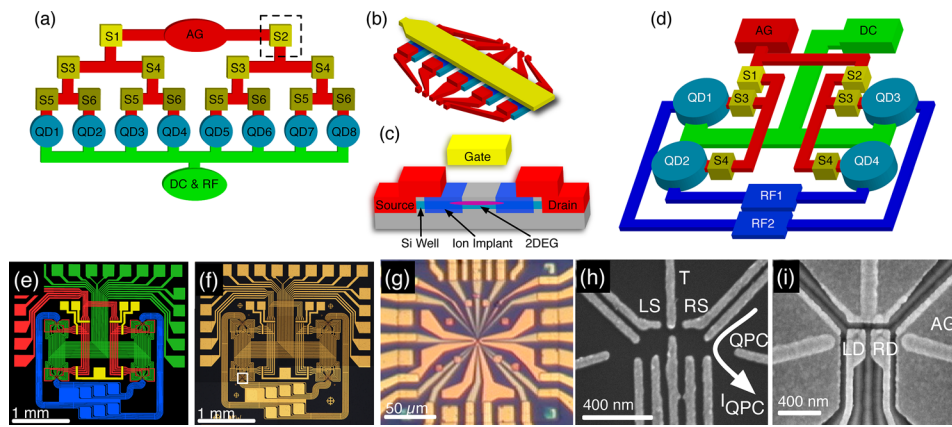 (a)
AG
S1
S2
S3
S4
S3
S4
S5
S6
S5
S6
S5
S6
S5
S6
QD1
QD2
QD3
QD4
QD5
QD6
QD7
QD8
DC & RF
(b)
(c)
Gate
Source
Drain
Si Well
Ion Implant
2DEG
(d)
AG
DC
S1
S2
QD1
S3
S3
QD3
QD2
S4
S4
QD4
RF1
RF2
(e)
1 mm
(f)
1 mm
(g)
50 µm
(h)
T
LS
RS
QPC
IQPC
400 nm
(i)
AG
LD
RD
400 nm